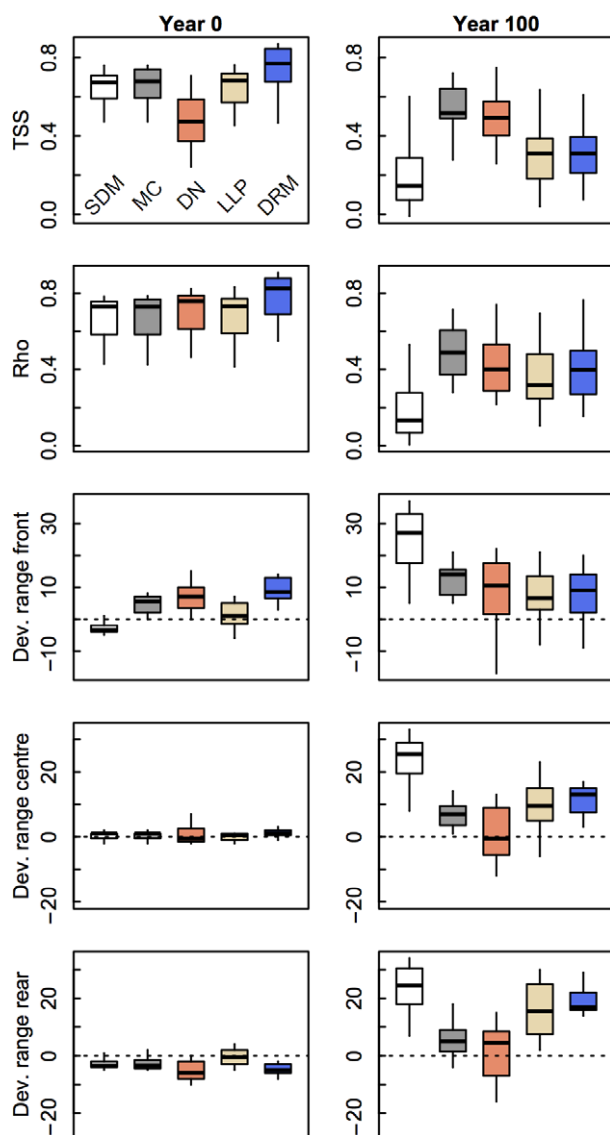 Year 0 Year 100
TSS
0.0 0.4 0.8
SDM MC DN LLP DRM
0.0 0.4 0.8
Rho
0.0 0.4 0.8
0.0 0.4 0.8
Dev. range front
−10 10 30
−10 10 30
Dev. range centre
−20 0 20
−20 0 20
Dev. range rear
−20 0 20
−20 0 20